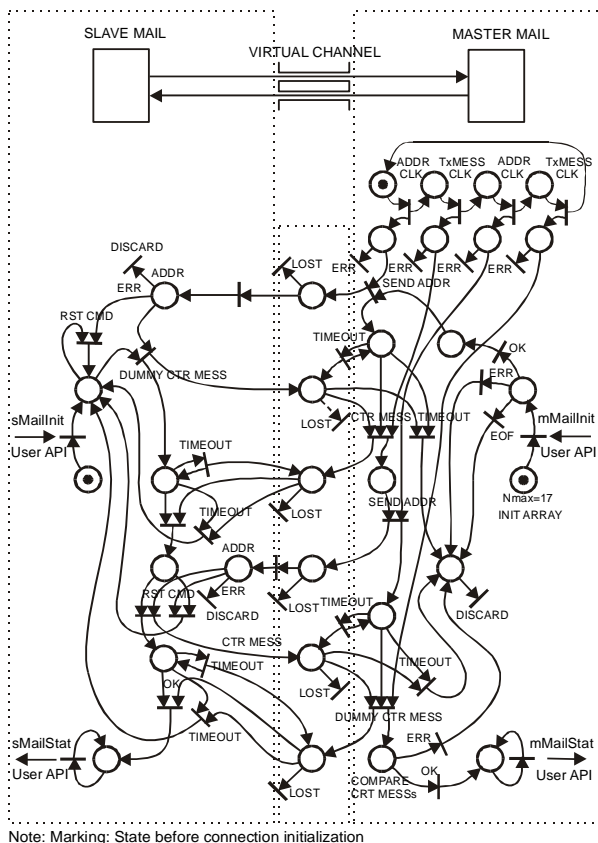 SLAVE MAIL
MASTER MAIL
VIRTUAL CHANNEL
ADDR
CLK
TxMESS
CLK
ADDR
CLK
TxMESS
CLK
DISCARD
ADDR
ERR
LOST
ERR
ERR
ERR
ERR
SEND ADDR
RST CMD
TIMEOUT
OK
DUMMY CTR MESS
ERR
LOST
CTR MESS
TIMEOUT
EOF
sMailInit
User API
mMailInit
User API
TIMEOUT
TIMEOUT
LOST
SEND ADDR
Nmax=17
INIT ARRAY
ADDR
RST CMD
ERR
DISCARD
LOST
TIMEOUT
DISCARD
CTR MESS
TIMEOUT
OK
LOST
TIMEOUT
TIMEOUT
DUMMY CTR MESS
sMailStat
User API
ERR
mMailStat
User API
LOST
COMPARE
CRT MESSs
OK
Note: Marking: State before connection initialization